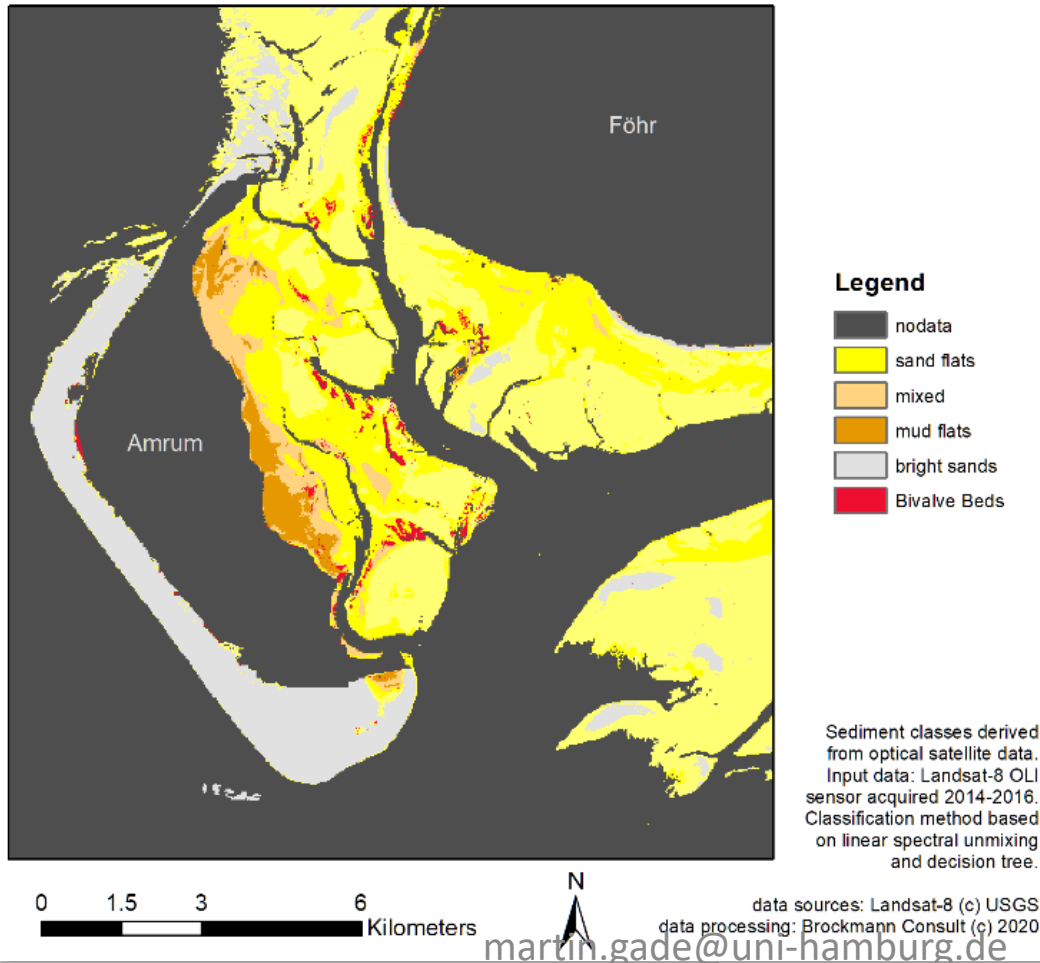 Föhr
Amrum
Legend
nodata
sand flats
mixed
mud flats
bright sands
Bivalve Beds
Sediment classes derived
from optical satellite data.
Input data: Landsat-8 OLI
sensor acquired 2014-2016.
Classification method based
on linear spectral unmixing
and decision tree.
0 1.5 3 6
Kilometers
N
data sources: Landsat-8 (c) USGS
data processing: Brockmann Consult (c) 2020
martin.gade@uni-hamburg.de